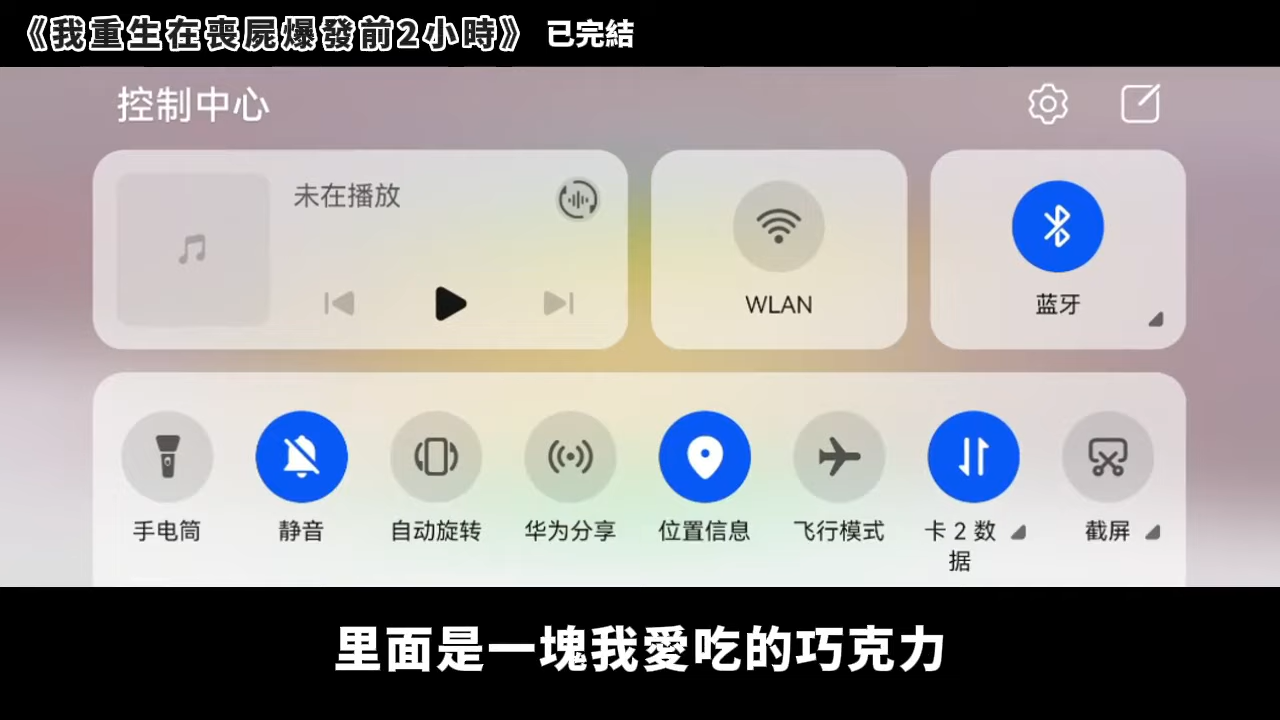 《我重生在喪屍爆發前2小時》 已完結
控制中心
未在播放
WLAN
蓝牙
手电筒
静音
自动旋转
华为分享
位置信息
飞行模式
卡 2 数
据
截屏
里面是一塊我愛吃的巧克力